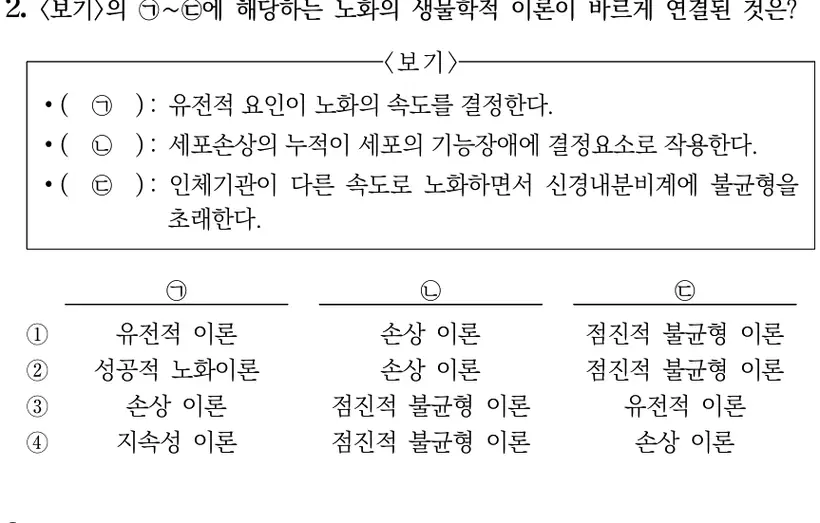 2. <보기>의 ㉠~㉢에 해당하는 노화의 생물학적 이론이 바르게 연결된 것은?
<보기>
•( ㉠ ): 유전적 요인이 노화의 속도를 결정한다.
•( ㉡ ): 세포손상의 누적이 세포의 기능장애에 결정요소로 작용한다.
•( ㉢ ): 인체기관이 다른 속도로 노화하면서 신경내분비계에 불균형을
초래한다.
㉠ ㉡ ㉢
① 유전적 이론 손상 이론 점진적 불균형 이론
② 성공적 노화이론 손상 이론 점진적 불균형 이론
③ 손상 이론 점진적 불균형 이론 유전적 이론
④ 지속성 이론 점진적 불균형 이론 손상 이론